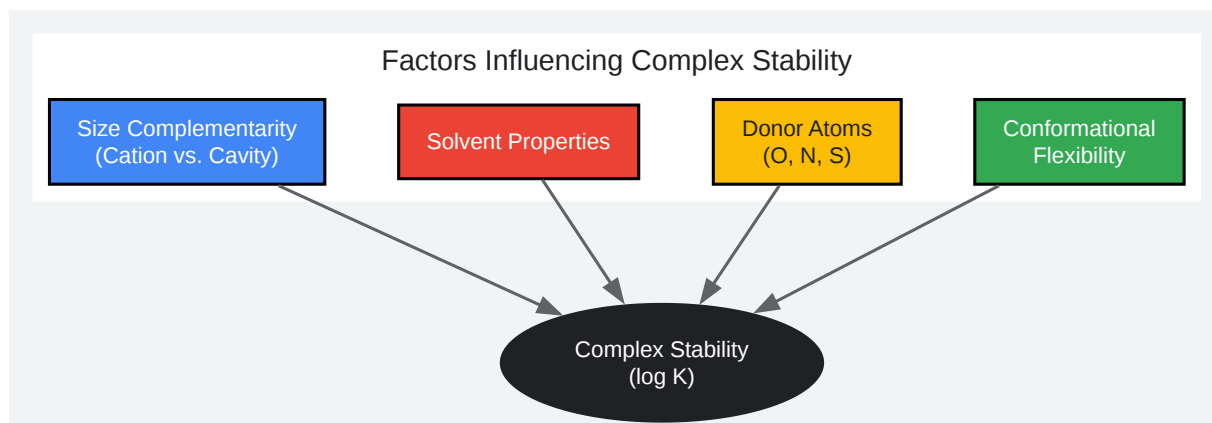 Factors Influencing Complex Stability
Size Complementarity
(Cation vs. Cavity)
Solvent Properties
Donor Atoms
(O, N, S)
Conformational
Flexibility
Complex Stability
(log K)